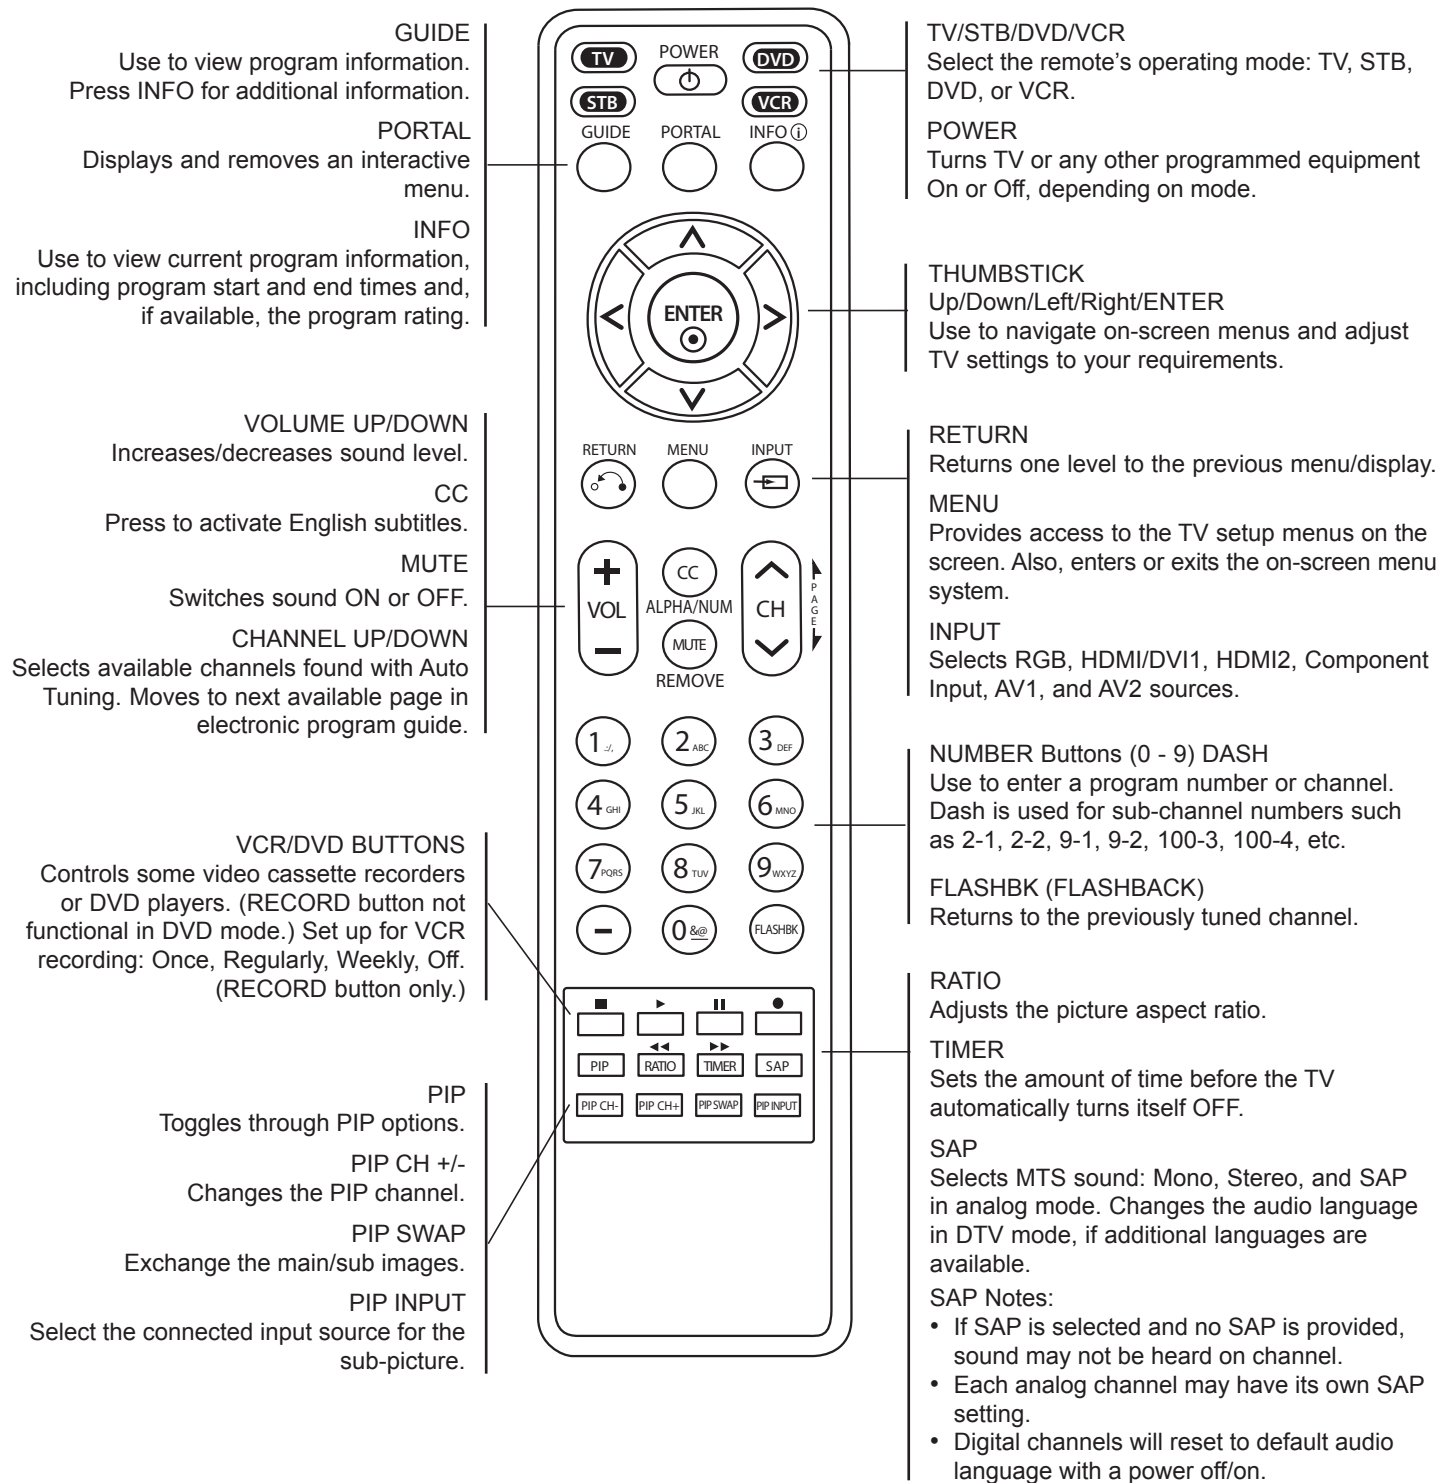 GUIDE
Use to view program information.
Press INFO for additional information.
PORTAL
Displays and removes an interactive
menu.
INFO
Use to view current program information,
including program start and end times and,
if available, the program rating.
VOLUME UP/DOWN
Increases/decreases sound level.
CC
Press to activate English subtitles.
MUTE
Switches sound ON or OFF.
CHANNEL UP/DOWN
Selects available channels found with Auto
Tuning. Moves to next available page in
electronic program guide.
VCR/DVD BUTTONS
Controls some video cassette recorders
or DVD players. (RECORD button not
functional in DVD mode.) Set up for VCR
recording: Once, Regularly, Weekly, Off.
(RECORD button only.)
PIP
Toggles through PIP options.
PIP CH +/-
Changes the PIP channel.
PIP SWAP
Exchange the main/sub images.
PIP INPUT
Select the connected input source for the
sub-picture.
TV POWER DVD
STB VCR
GUIDE PORTAL INFO i
ENTER
RETURN MENU INPUT
+ CC
VOL ALPHA/NUM CH PAGE
- MUTE
REMOVE
1 .:/, 2 ABC 3 DEF
4 GHI 5 JKL 6 MNO
7 PQRS 8 TUV 9 WXYZ
- 0 &@ FLASHBK
PIP RATIO TIMER SAP
PIP CH- PIP CH+ PIP SWAP PIP INPUT
TV/STB/DVD/VCR
Select the remote’s operating mode: TV, STB,
DVD, or VCR.
POWER
Turns TV or any other programmed equipment
On or Off, depending on mode.
THUMBSTICK
Up/Down/Left/Right/ENTER
Use to navigate on-screen menus and adjust
TV settings to your requirements.
RETURN
Returns one level to the previous menu/display.
MENU
Provides access to the TV setup menus on the
screen. Also, enters or exits the on-screen menu
system.
INPUT
Selects RGB, HDMI/DVI1, HDMI2, Component
Input, AV1, and AV2 sources.
NUMBER Buttons (0 - 9) DASH
Use to enter a program number or channel.
Dash is used for sub-channel numbers such
as 2-1, 2-2, 9-1, 9-2, 100-3, 100-4, etc.
FLASHBK (FLASHBACK)
Returns to the previously tuned channel.
RATIO
Adjusts the picture aspect ratio.
TIMER
Sets the amount of time before the TV
automatically turns itself OFF.
SAP
Selects MTS sound: Mono, Stereo, and SAP
in analog mode. Changes the audio language
in DTV mode, if additional languages are
available.
SAP Notes:
• If SAP is selected and no SAP is provided,
sound may not be heard on channel.
• Each analog channel may have its own SAP
setting.
• Digital channels will reset to default audio
language with a power off/on.